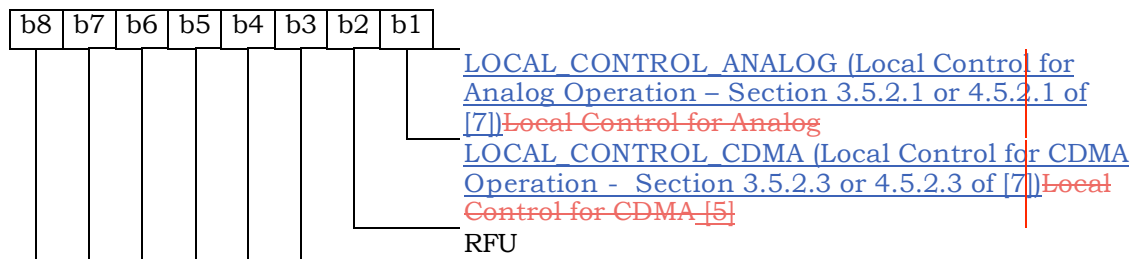 b8 b7 b6 b5 b4 b3 b2 b1
LOCAL_CONTROL_ANALOG (Local Control for
Analog Operation – Section 3.5.2.1 or 4.5.2.1 of
[7])Local Control for Analog
LOCAL_CONTROL_CDMA (Local Control for CDMA
Operation -  Section 3.5.2.3 or 4.5.2.3 of [7])Local
Control for CDMA [5]
RFU